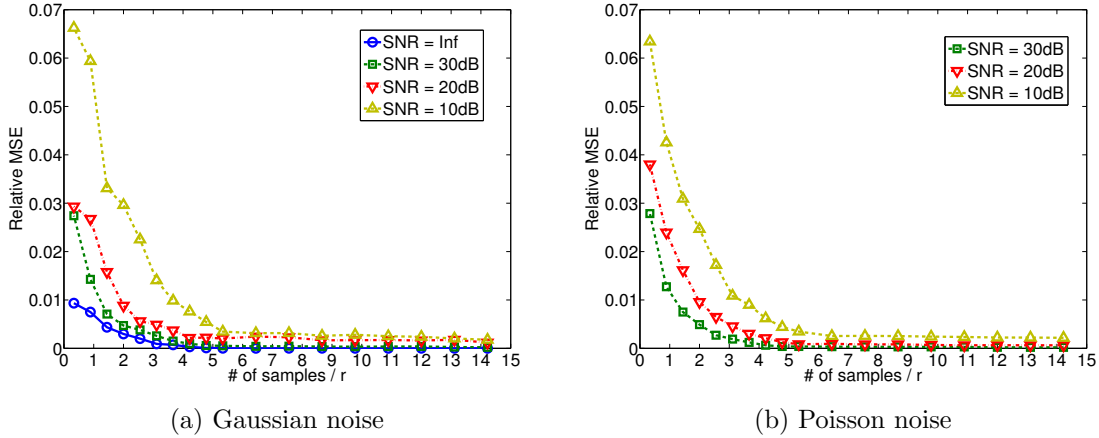 0.07
0.06
0.05
0.04
0.03
0.02
0.01
0
Relative MSE
0 1 2 3 4 5 6 7 8 9 10 11 12 13 14 15
# of samples / r
SNR = Inf
SNR = 30dB
SNR = 20dB
SNR = 10dB
(a) Gaussian noise
0.07
0.06
0.05
0.04
0.03
0.02
0.01
0
Relative MSE
0 1 2 3 4 5 6 7 8 9 10 11 12 13 14 15
# of samples / r
SNR = 30dB
SNR = 20dB
SNR = 10dB
(b) Poisson noise